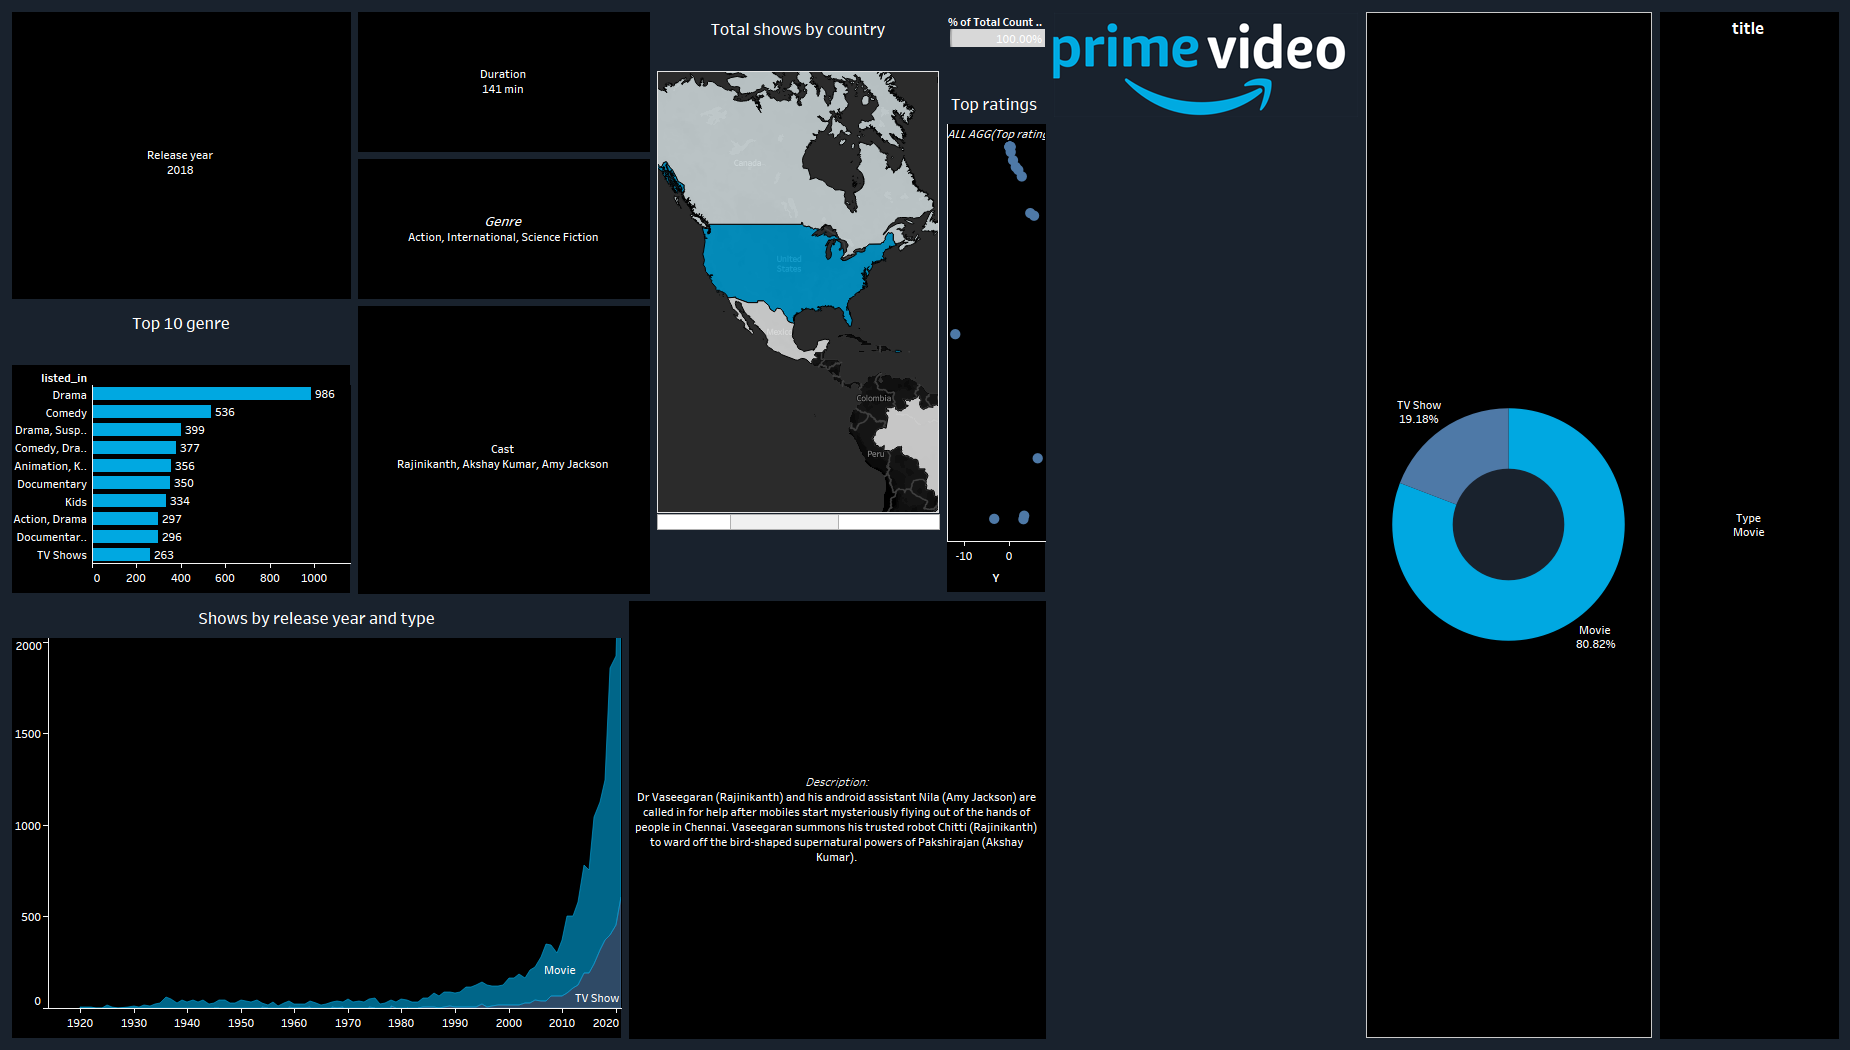 Release year
2018
Duration
141 min
Genre
Action, International, Science Fiction
Cast
Rajinikanth, Akshay Kumar, Amy Jackson
Top 10 genre
listed_in
Drama 986
Comedy 536
Drama, Susp.. 399
Comedy, Dra.. 377
Animation, K.. 356
Documentary 350
Kids 334
Action, Drama 297
Documentar.. 296
TV Shows 263
0 200 400 600 800 1000
Total shows by country
Canada
United
States
Mexico
Colombia
Peru
% of Total Count ..
100.00%
Top ratings
ALL AGG(Top rating
-10 0
Y
prime video
TV Show
19.18%
Movie
80.82%
title
Type
Movie
Shows by release year and type
2000
1500
1000
500
0
Movie
TV Show
1920 1930 1940 1950 1960 1970 1980 1990 2000 2010 2020
Description:
Dr Vaseegaran (Rajinikanth) and his android assistant Nila (Amy Jackson) are
called in for help after mobiles start mysteriously flying out of the hands of
people in Chennai. Vaseegaran summons his trusted robot Chitti (Rajinikanth)
to ward off the bird-shaped supernatural powers of Pakshirajan (Akshay
Kumar).